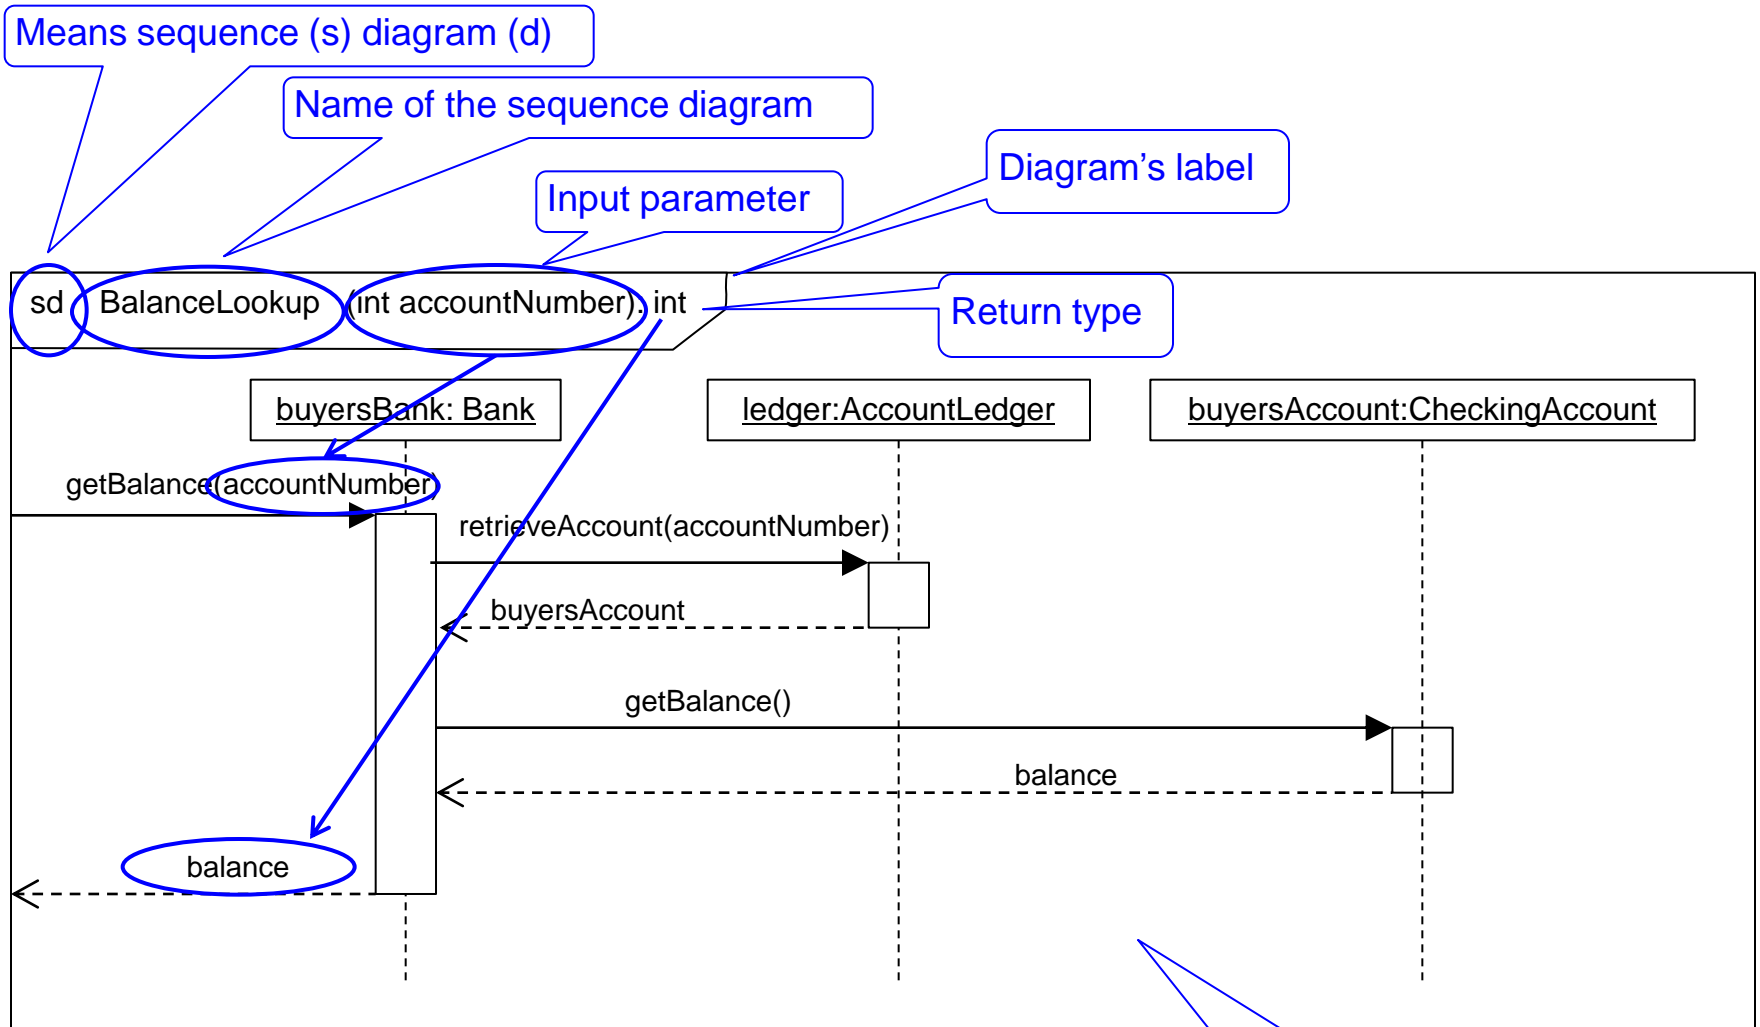 Means sequence (s) diagram (d)
Name of the sequence diagram
Diagram’s label
Input parameter
sd BalanceLookup (int accountNumber): int
Return type
buyersBank: Bank
ledger:AccountLedger
buyersAccount:CheckingAccount
getBalance(accountNumber)
retrieveAccount(accountNumber)
buyersAccount
getBalance()
balance
balance